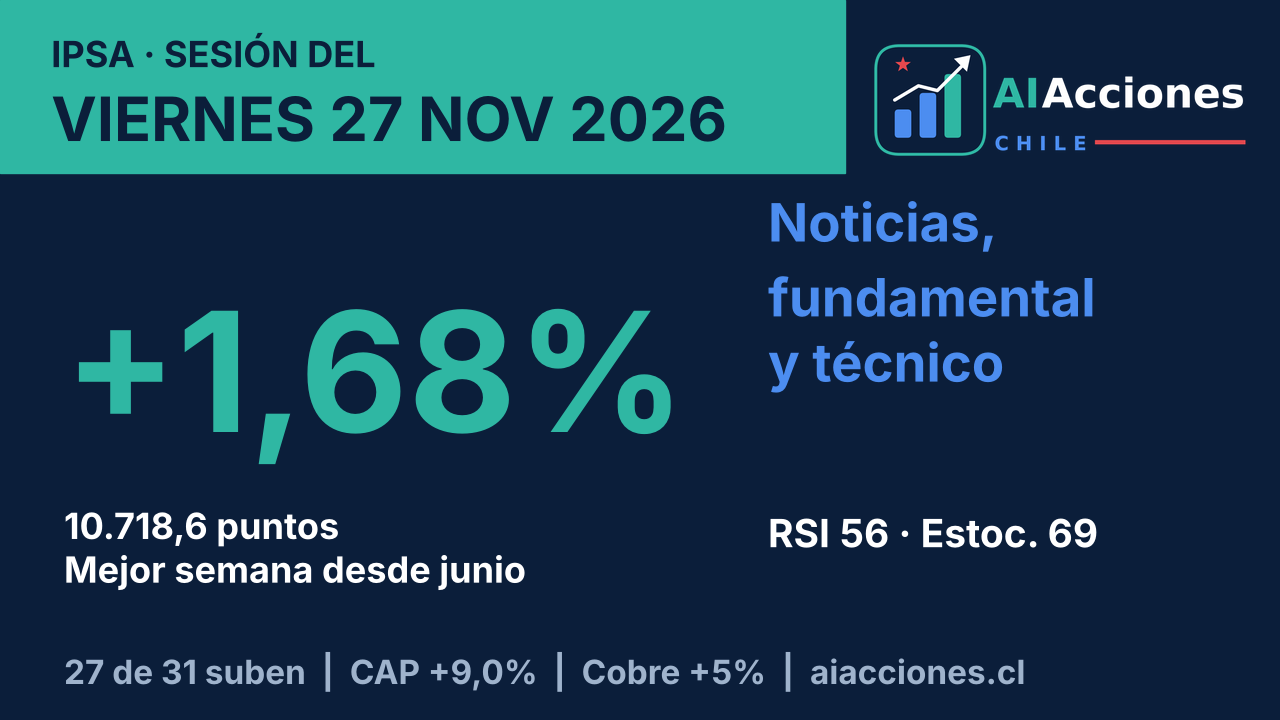 IPSA · SESIÓN DEL
VIERNES 27 NOV 2026
AIAcciones
CHILE
Noticias,
fundamental
y técnico
+1,68%
10.718,6 puntos
Mejor semana desde junio
RSI 56 · Estoc. 69
27 de 31 suben | CAP +9,0% | Cobre +5% | aiacciones.cl